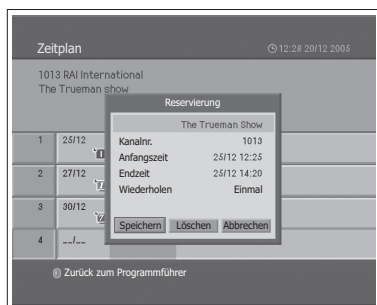 Zeitplan 12:28 20/12 2005
1013 RAI International
The Trueman show
Reservierung
The Trueman Show
Kanalnr. 1013
Anfangszeit 25/12 12:25
Endzeit 25/12 14:20
Wiederholen Einmal
Speichern Löschen Abbrechen
1 25/12
2 27/12
3 30/12
4 --/--
Zurück zum Programmführer